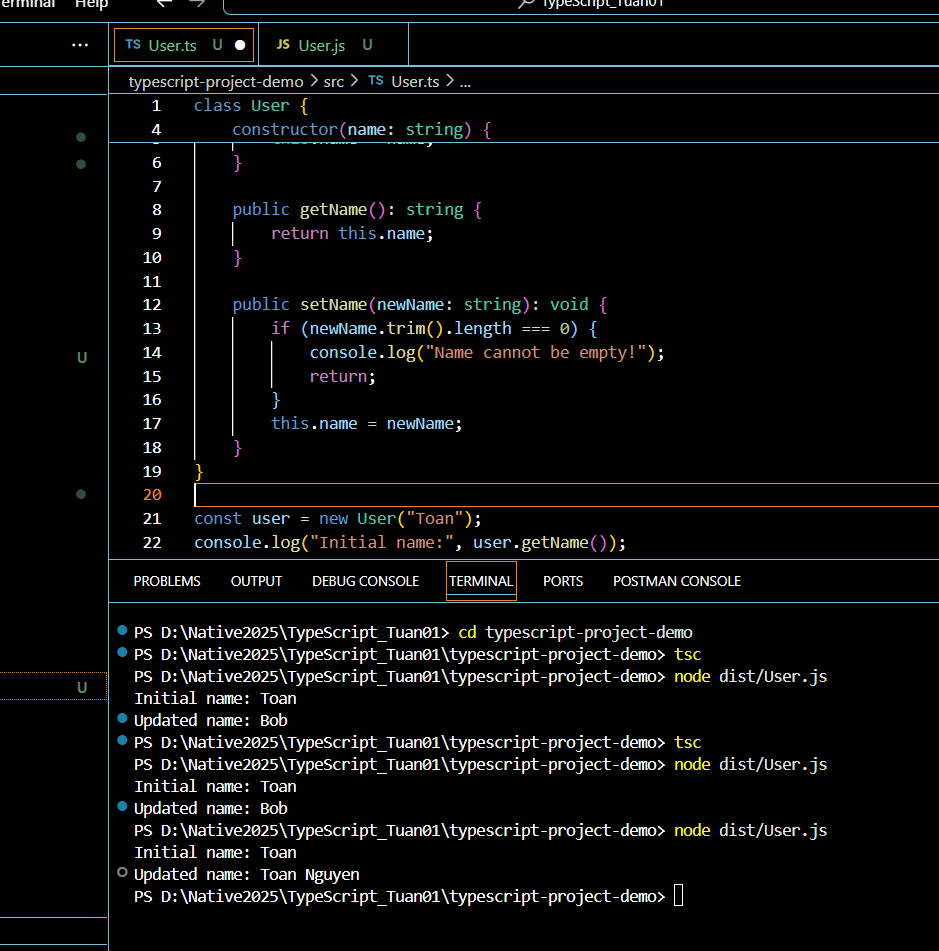 Terminal Help TypeScript_Tuan01
TS User.ts U JS User.js U
typescript-project-demo > src > TS User.ts > ...
1 class User {
4 constructor(name: string) {
6 }
7
8 public getName(): string {
9 return this.name;
10 }
11
12 public setName(newName: string): void {
13 if (newName.trim().length === 0) {
14 console.log("Name cannot be empty!");
15 return;
16 }
17 this.name = newName;
18 }
19 }
20
21 const user = new User("Toan");
22 console.log("Initial name:", user.getName());
U
U
PROBLEMS OUTPUT DEBUG CONSOLE TERMINAL PORTS POSTMAN CONSOLE
PS D:\Native2025\TypeScript_Tuan01> cd typescript-project-demo
PS D:\Native2025\TypeScript_Tuan01\typescript-project-demo> tsc
PS D:\Native2025\TypeScript_Tuan01\typescript-project-demo> node dist/User.js
Initial name: Toan
Updated name: Bob
PS D:\Native2025\TypeScript_Tuan01\typescript-project-demo> tsc
PS D:\Native2025\TypeScript_Tuan01\typescript-project-demo> node dist/User.js
Initial name: Toan
Updated name: Bob
PS D:\Native2025\TypeScript_Tuan01\typescript-project-demo> node dist/User.js
Initial name: Toan
Updated name: Toan Nguyen
PS D:\Native2025\TypeScript_Tuan01\typescript-project-demo>